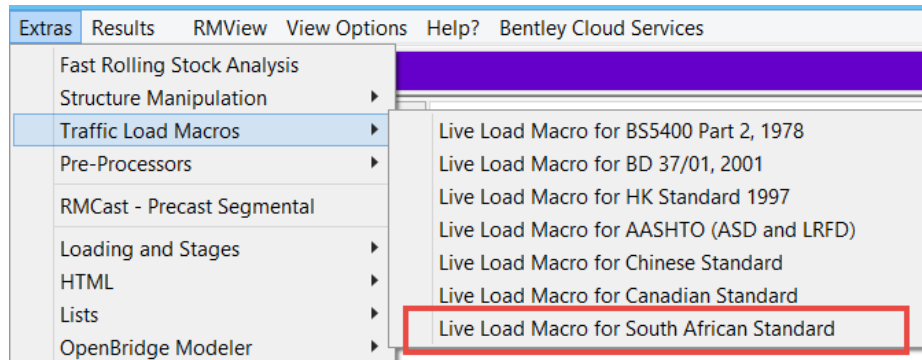 Extras Results RMView View Options Help? Bentley Cloud Services
Fast Rolling Stock Analysis
Structure Manipulation
Traffic Load Macros
Pre-Processors
RMCast - Precast Segmental
Loading and Stages
HTML
Lists
OpenBridge Modeler
Live Load Macro for BS5400 Part 2, 1978
Live Load Macro for BD 37/01, 2001
Live Load Macro for HK Standard 1997
Live Load Macro for AASHTO (ASD and LRFD)
Live Load Macro for Chinese Standard
Live Load Macro for Canadian Standard
Live Load Macro for South African Standard